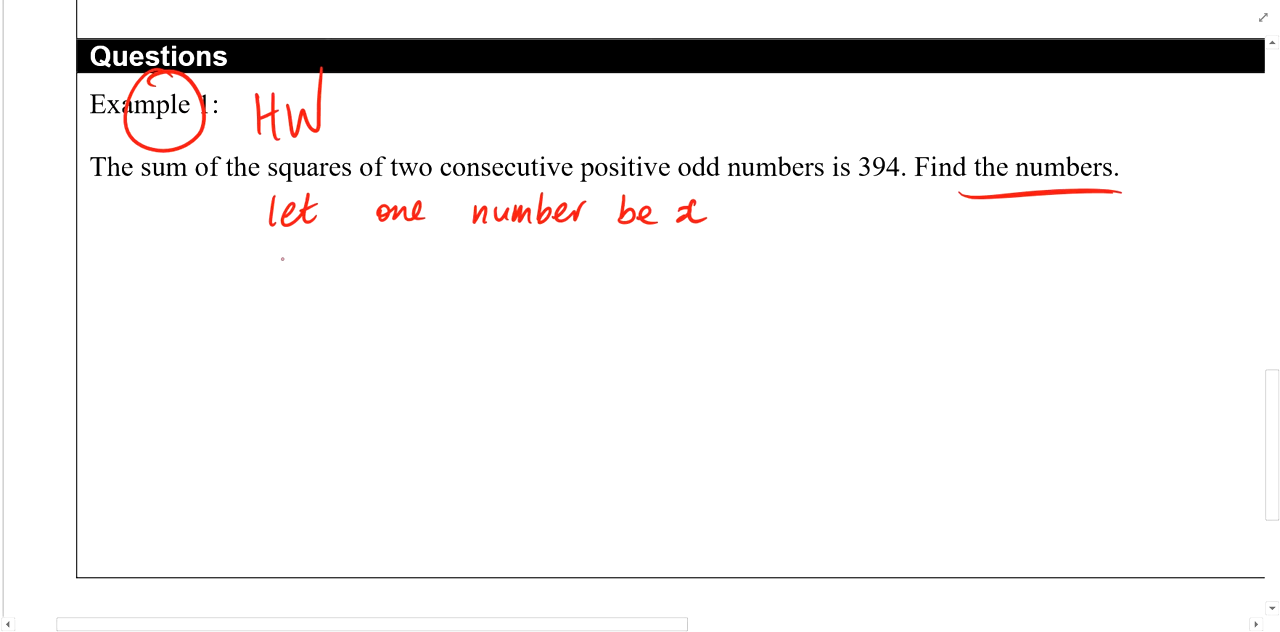 Questions
Example 1: HW
The sum of the squares of two consecutive positive odd numbers is 394. Find the numbers.
let one number be x